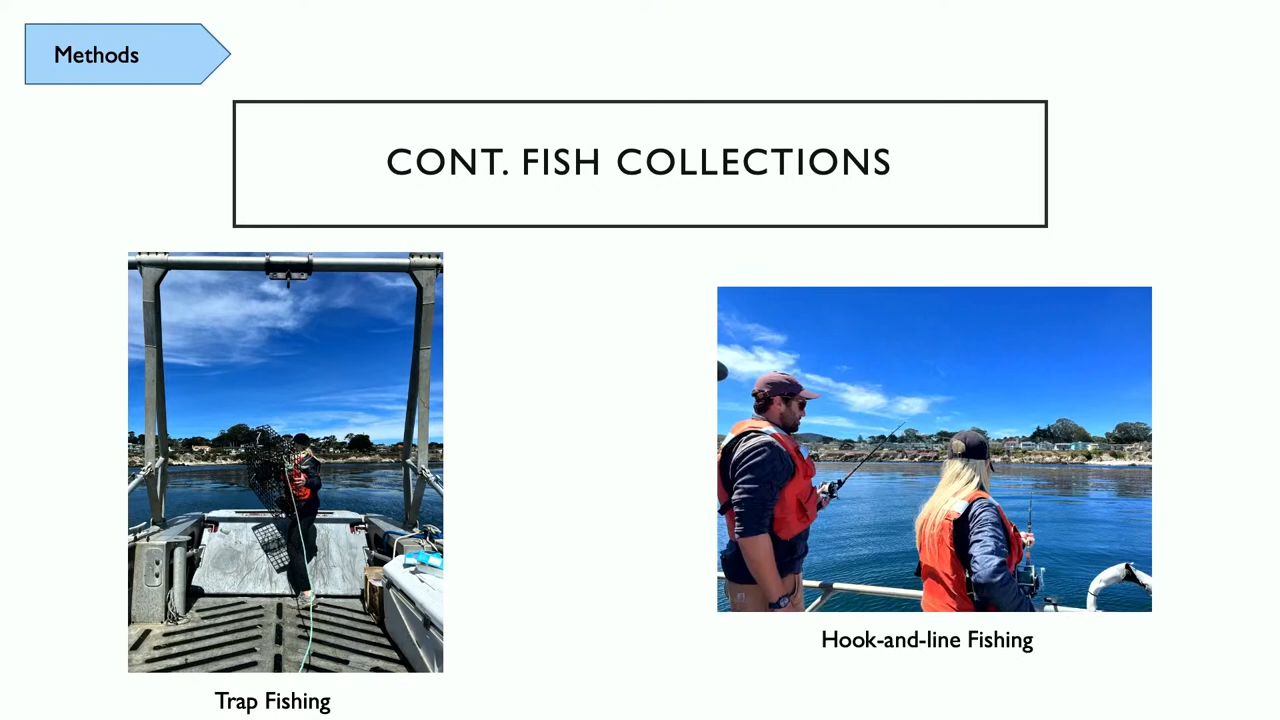 Methods
CONT. FISH COLLECTIONS
Trap Fishing
Hook-and-line Fishing